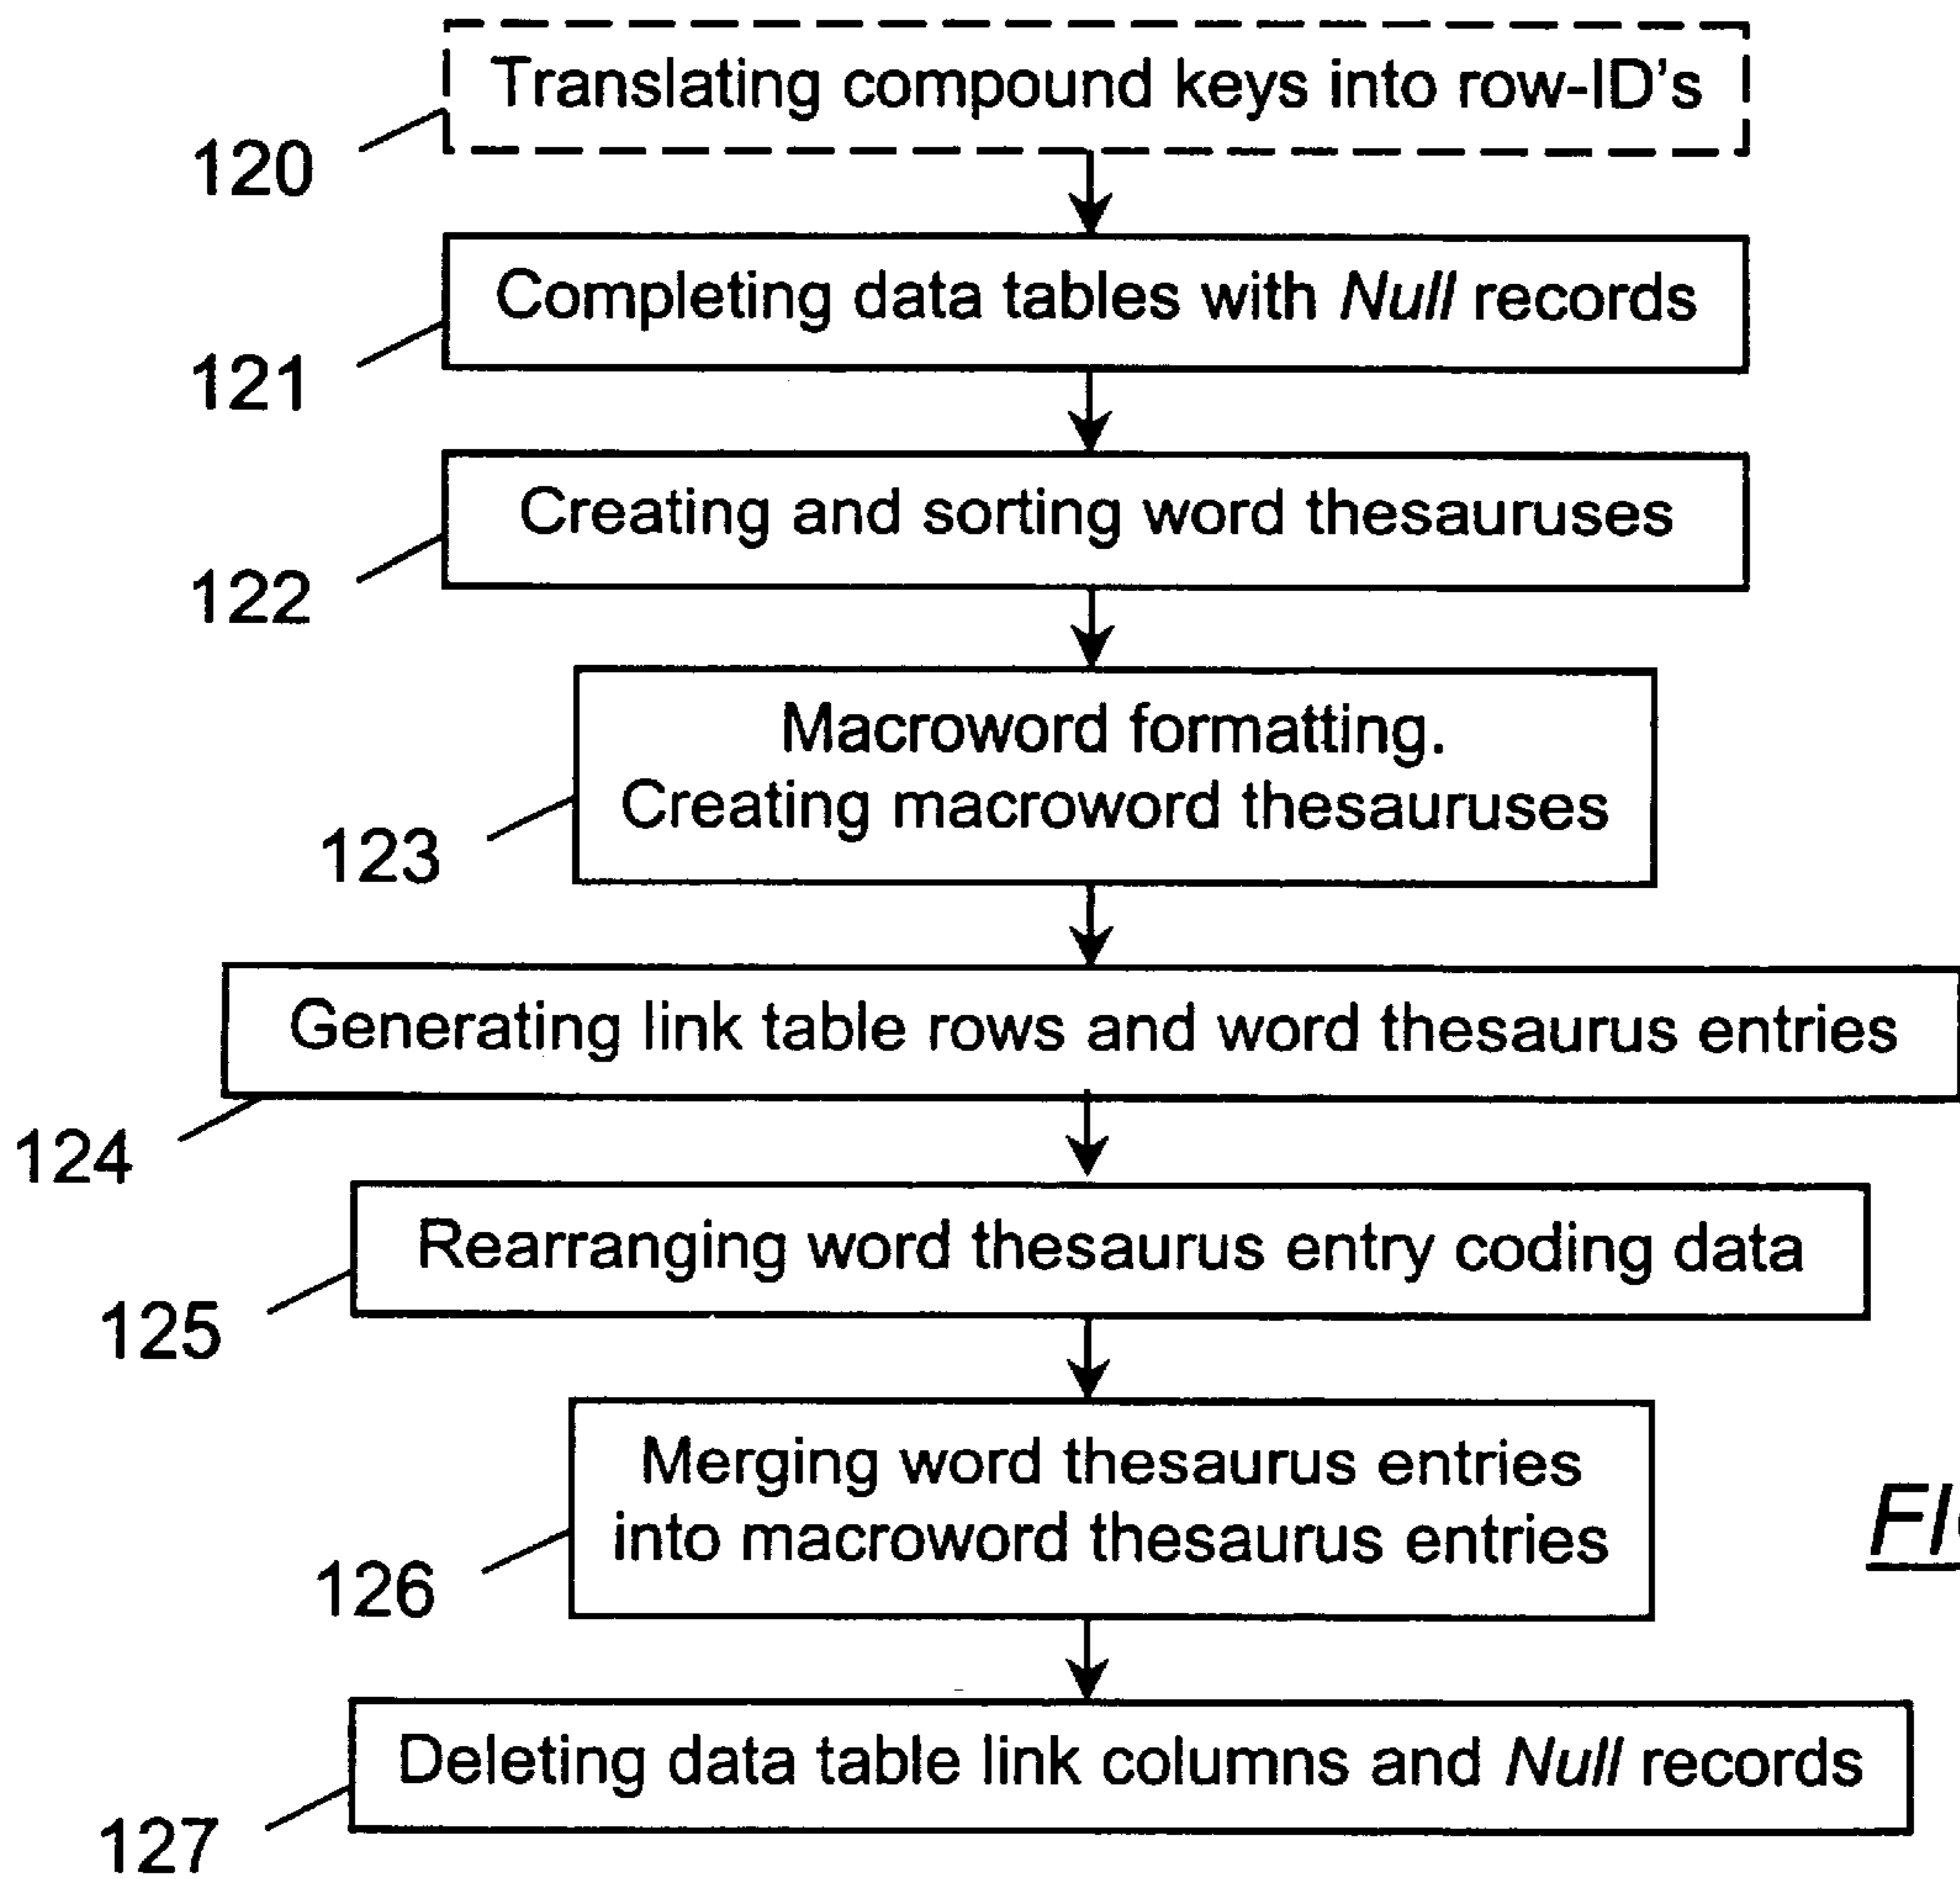 Translating compound keys into row-ID's
120
Completing data tables with Null records
121
Creating and sorting word thesauruses
122
Macroword formatting.
Creating macroword thesauruses
123
Generating link table rows and word thesaurus entries
124
Rearranging word thesaurus entry coding data
125
Merging word thesaurus entries
into macroword thesaurus entries
126
Deleting data table link columns and Null records
127